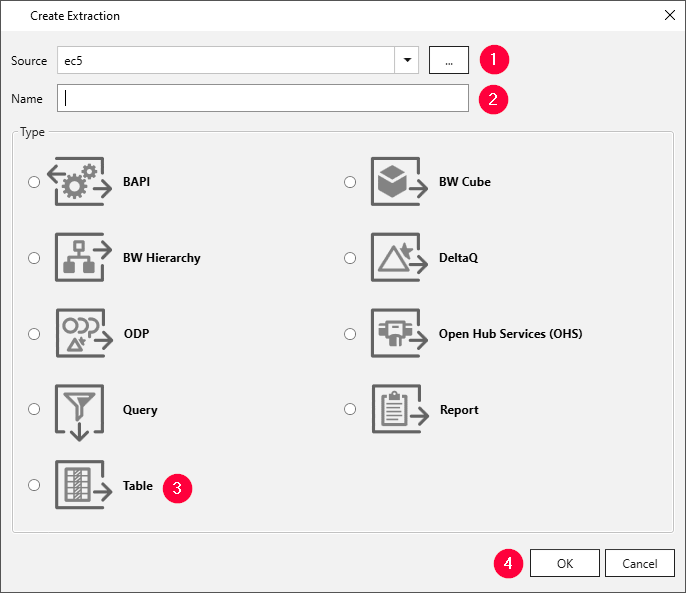 Create Extraction
Source ec5 ... 1
Name 2
Type
BAPI BW Cube
BW Hierarchy DeltaQ
ODP Open Hub Services (OHS)
Query Report
Table 3
4 OK Cancel